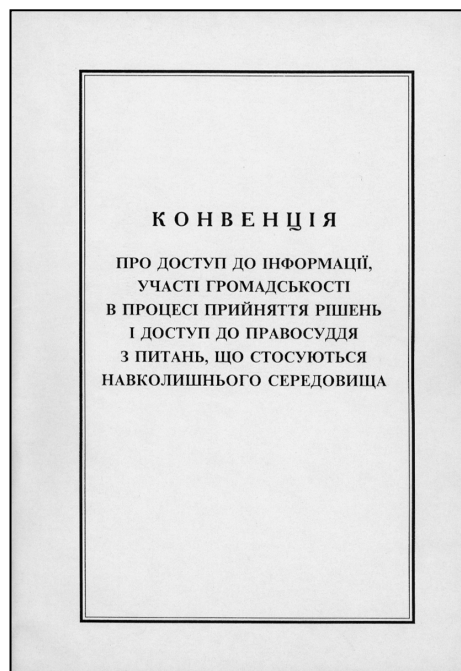 КОНВЕНЦІЯ
ПРО ДОСТУП ДО ІНФОРМАЦІЇ,
УЧАСТІ ГРОМАДСЬКОСТІ
В ПРОЦЕСІ ПРИЙНЯТТЯ РІШЕНЬ
І ДОСТУП ДО ПРАВОСУДДЯ
З ПИТАНЬ, ЩО СТОСУЮТЬСЯ
НАВКОЛИШНЬОГО СЕРЕДОВИЩА